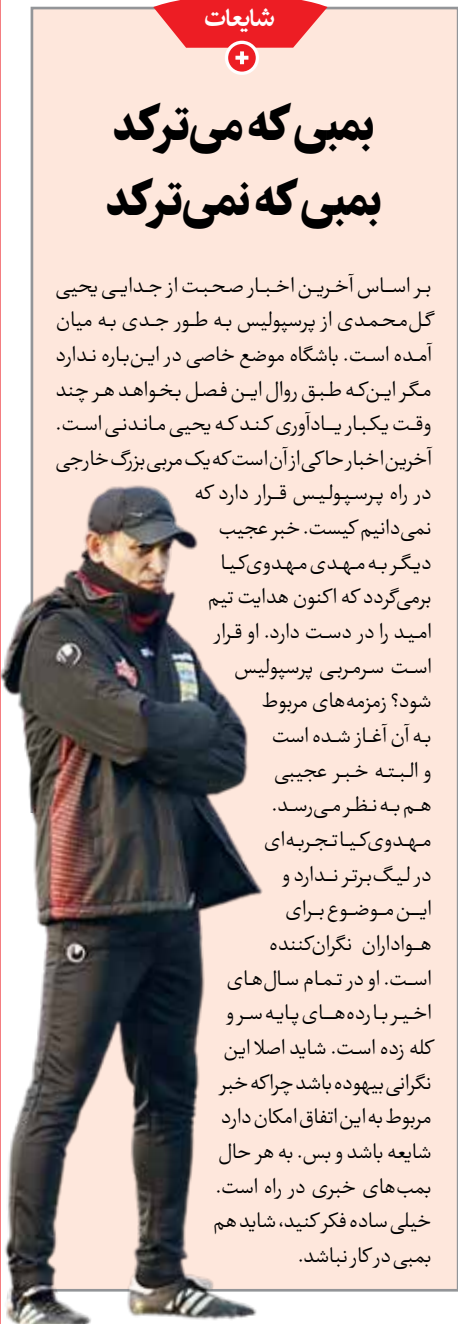 شایعات
بمبی که می‌ترکد
بمبی که نمی‌ترکد
بر اساس آخرین اخبار صحبت از جدایی یحیی
گل‌محمدی از پرسپولیس به طور جدی به میان
آمده است. باشگاه موضع خاصی در این‌باره ندارد
مگر این‌که طبق روال این فصل بخواهد هر چند
وقت یکبار یادآوری کند که یحیی ماندنی است.
آخرین اخبار حاکی از آن است که یک مربی بزرگ خارجی
در راه پرسپولیس قرار دارد که
نمی‌دانیم کیست. خبر عجیب
دیگر به مهدی مهدوی‌کیا
برمی‌گردد که اکنون هدایت تیم
امید را در دست دارد. او قرار
است سرمربی پرسپولیس
شود؟ زمزمه‌های مربوط
به آن آغاز شده است
و البته خبر عجیبی
هم به نظر می‌رسد.
مهدوی‌کیا تجربه‌ای
در لیگ‌برتر ندارد و
این موضوع برای
هواداران نگران‌کننده
است. او در تمام سال‌های
اخیر با رده‌های پایه سر و
کله زده است. شاید اصلا این
نگرانی بیهوده باشد چراکه خبر
مربوط به این اتفاق امکان دارد
شایعه باشد و بس. به هر حال
بمب‌های خبری در راه است.
خیلی ساده فکر کنید، شاید هم
بمبی در کار نباشد.